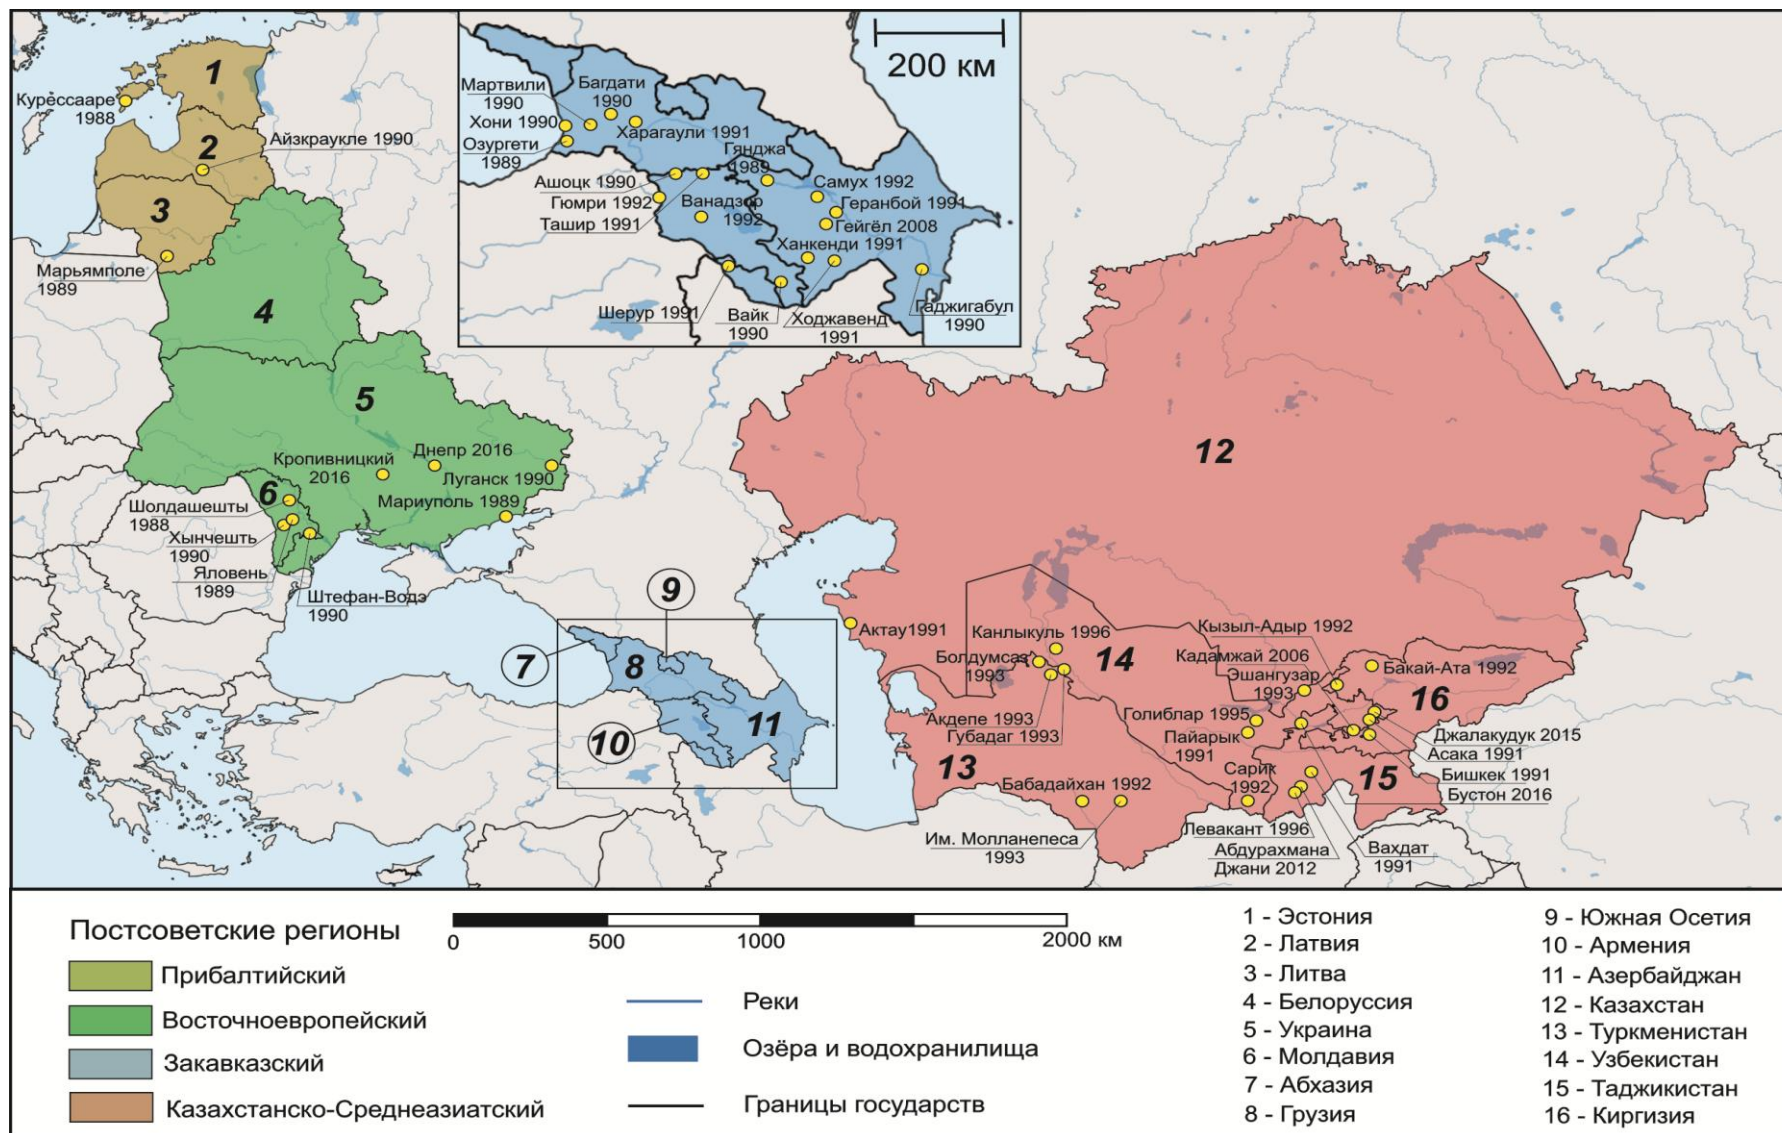 1
Курёссааре
1988
2
Айзкраукле 1990
3
Марьямполе
1989
4
5
Днепр 2016
Кропивницкий
2016
Луганск 1990
Мариуполь 1989
6
Шолдашешты
1988
Хынчешть
1990
Яловень
1989
Штефан-Водэ
1990
200 км
Мартвили
1990
Багдати
1990
Хони 1990
Харагаули 1991
Озургети
1989
Гянджа
1989
Ашоцк 1990
Самух 1992
Гюмри 1992
Ванадзор
1992
Геранбой 1991
Ташир 1991
Гейгёл 2008
Ханкенди 1991
Шерур 1991
Вайк
1990
Ходжавенд
1991
Гаджигабул
1990
9
7
8
10
11
12
Актау1991
Канлыкуль 1996
Болдумсаз
1993
14
Кызыл-Адыр 1992
Кадамжай 2006
Эшангузар
1993
Бакай-Ата 1992
16
Акдепе 1993
Губадаг 1993
Голиблар 1995
Пайарык
1991
Джалакудук 2015
Асака 1991
Бишкек 1991
Бустон 2016
13
Бабадайхан 1992
Сарик
1992
15
Им. Молланепеса
1993
Левакант 1996
Абдурахмана
Джани 2012
Вахдат
1991
Постсоветские регионы
Прибалтийский
Восточноевропейский
Закавказский
Казахстанско-Среднеазиатский
0 500 1000 2000 км
Реки
Озёра и водохранилища
Границы государств
1 - Эстония
2 - Латвия
3 - Литва
4 - Белоруссия
5 - Украина
6 - Молдавия
7 - Абхазия
8 - Грузия
9 - Южная Осетия
10 - Армения
11 - Азербайджан
12 - Казахстан
13 - Туркменистан
14 - Узбекистан
15 - Таджикистан
16 - Киргизия